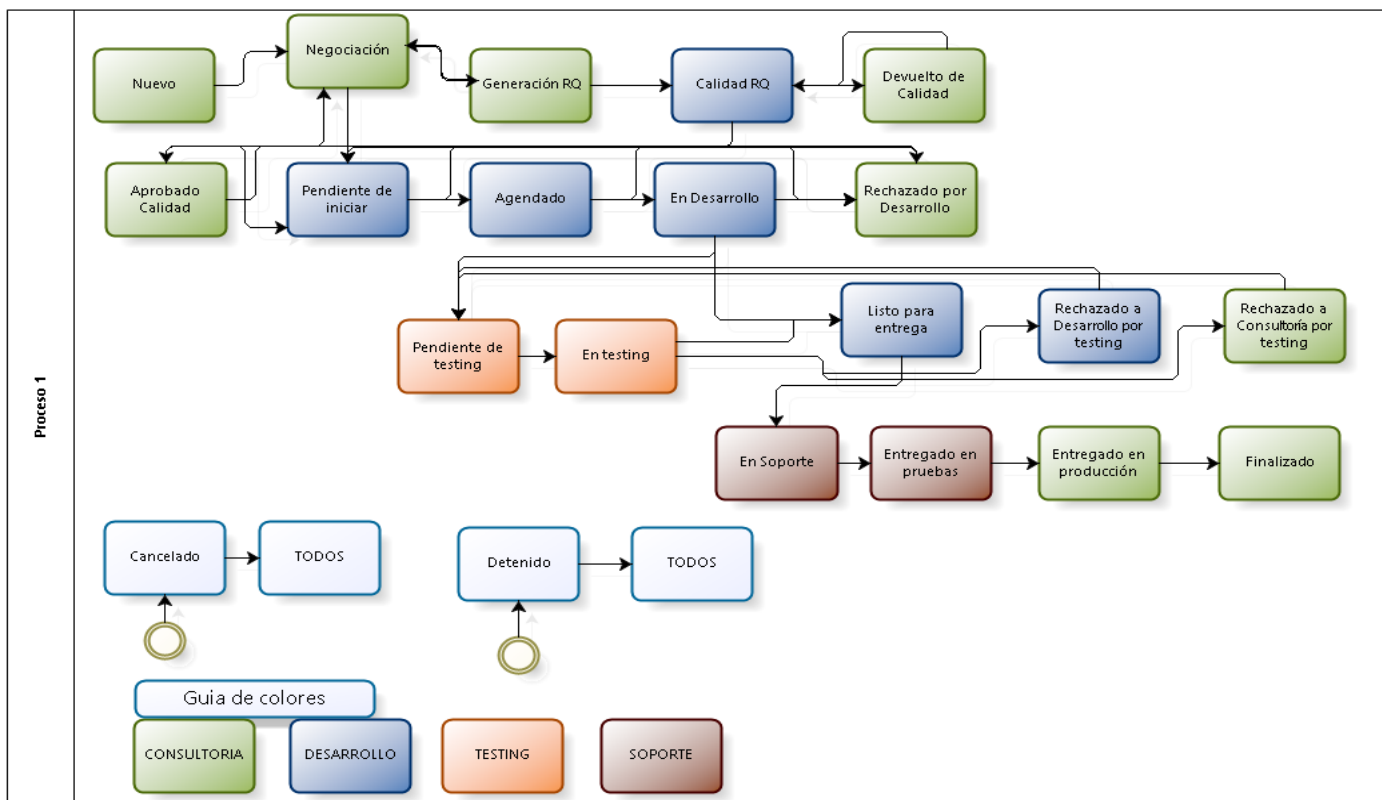 Proceso 1
Nuevo
Negociación
Generación RQ
Calidad RQ
Devuelto de
Calidad
Aprobado
Calidad
Pendiente de
iniciar
Agendado
En Desarrollo
Rechazado por
Desarrollo
Pendiente de
testing
En testing
Listo para
entrega
Rechazado a
Desarrollo por
testing
Rechazado a
Consultoría por
testing
En Soporte
Entregado en
pruebas
Entregado en
producción
Finalizado
Cancelado
TODOS
Detenido
TODOS
Guia de colores
CONSULTORIA
DESARROLLO
TESTING
SOPORTE